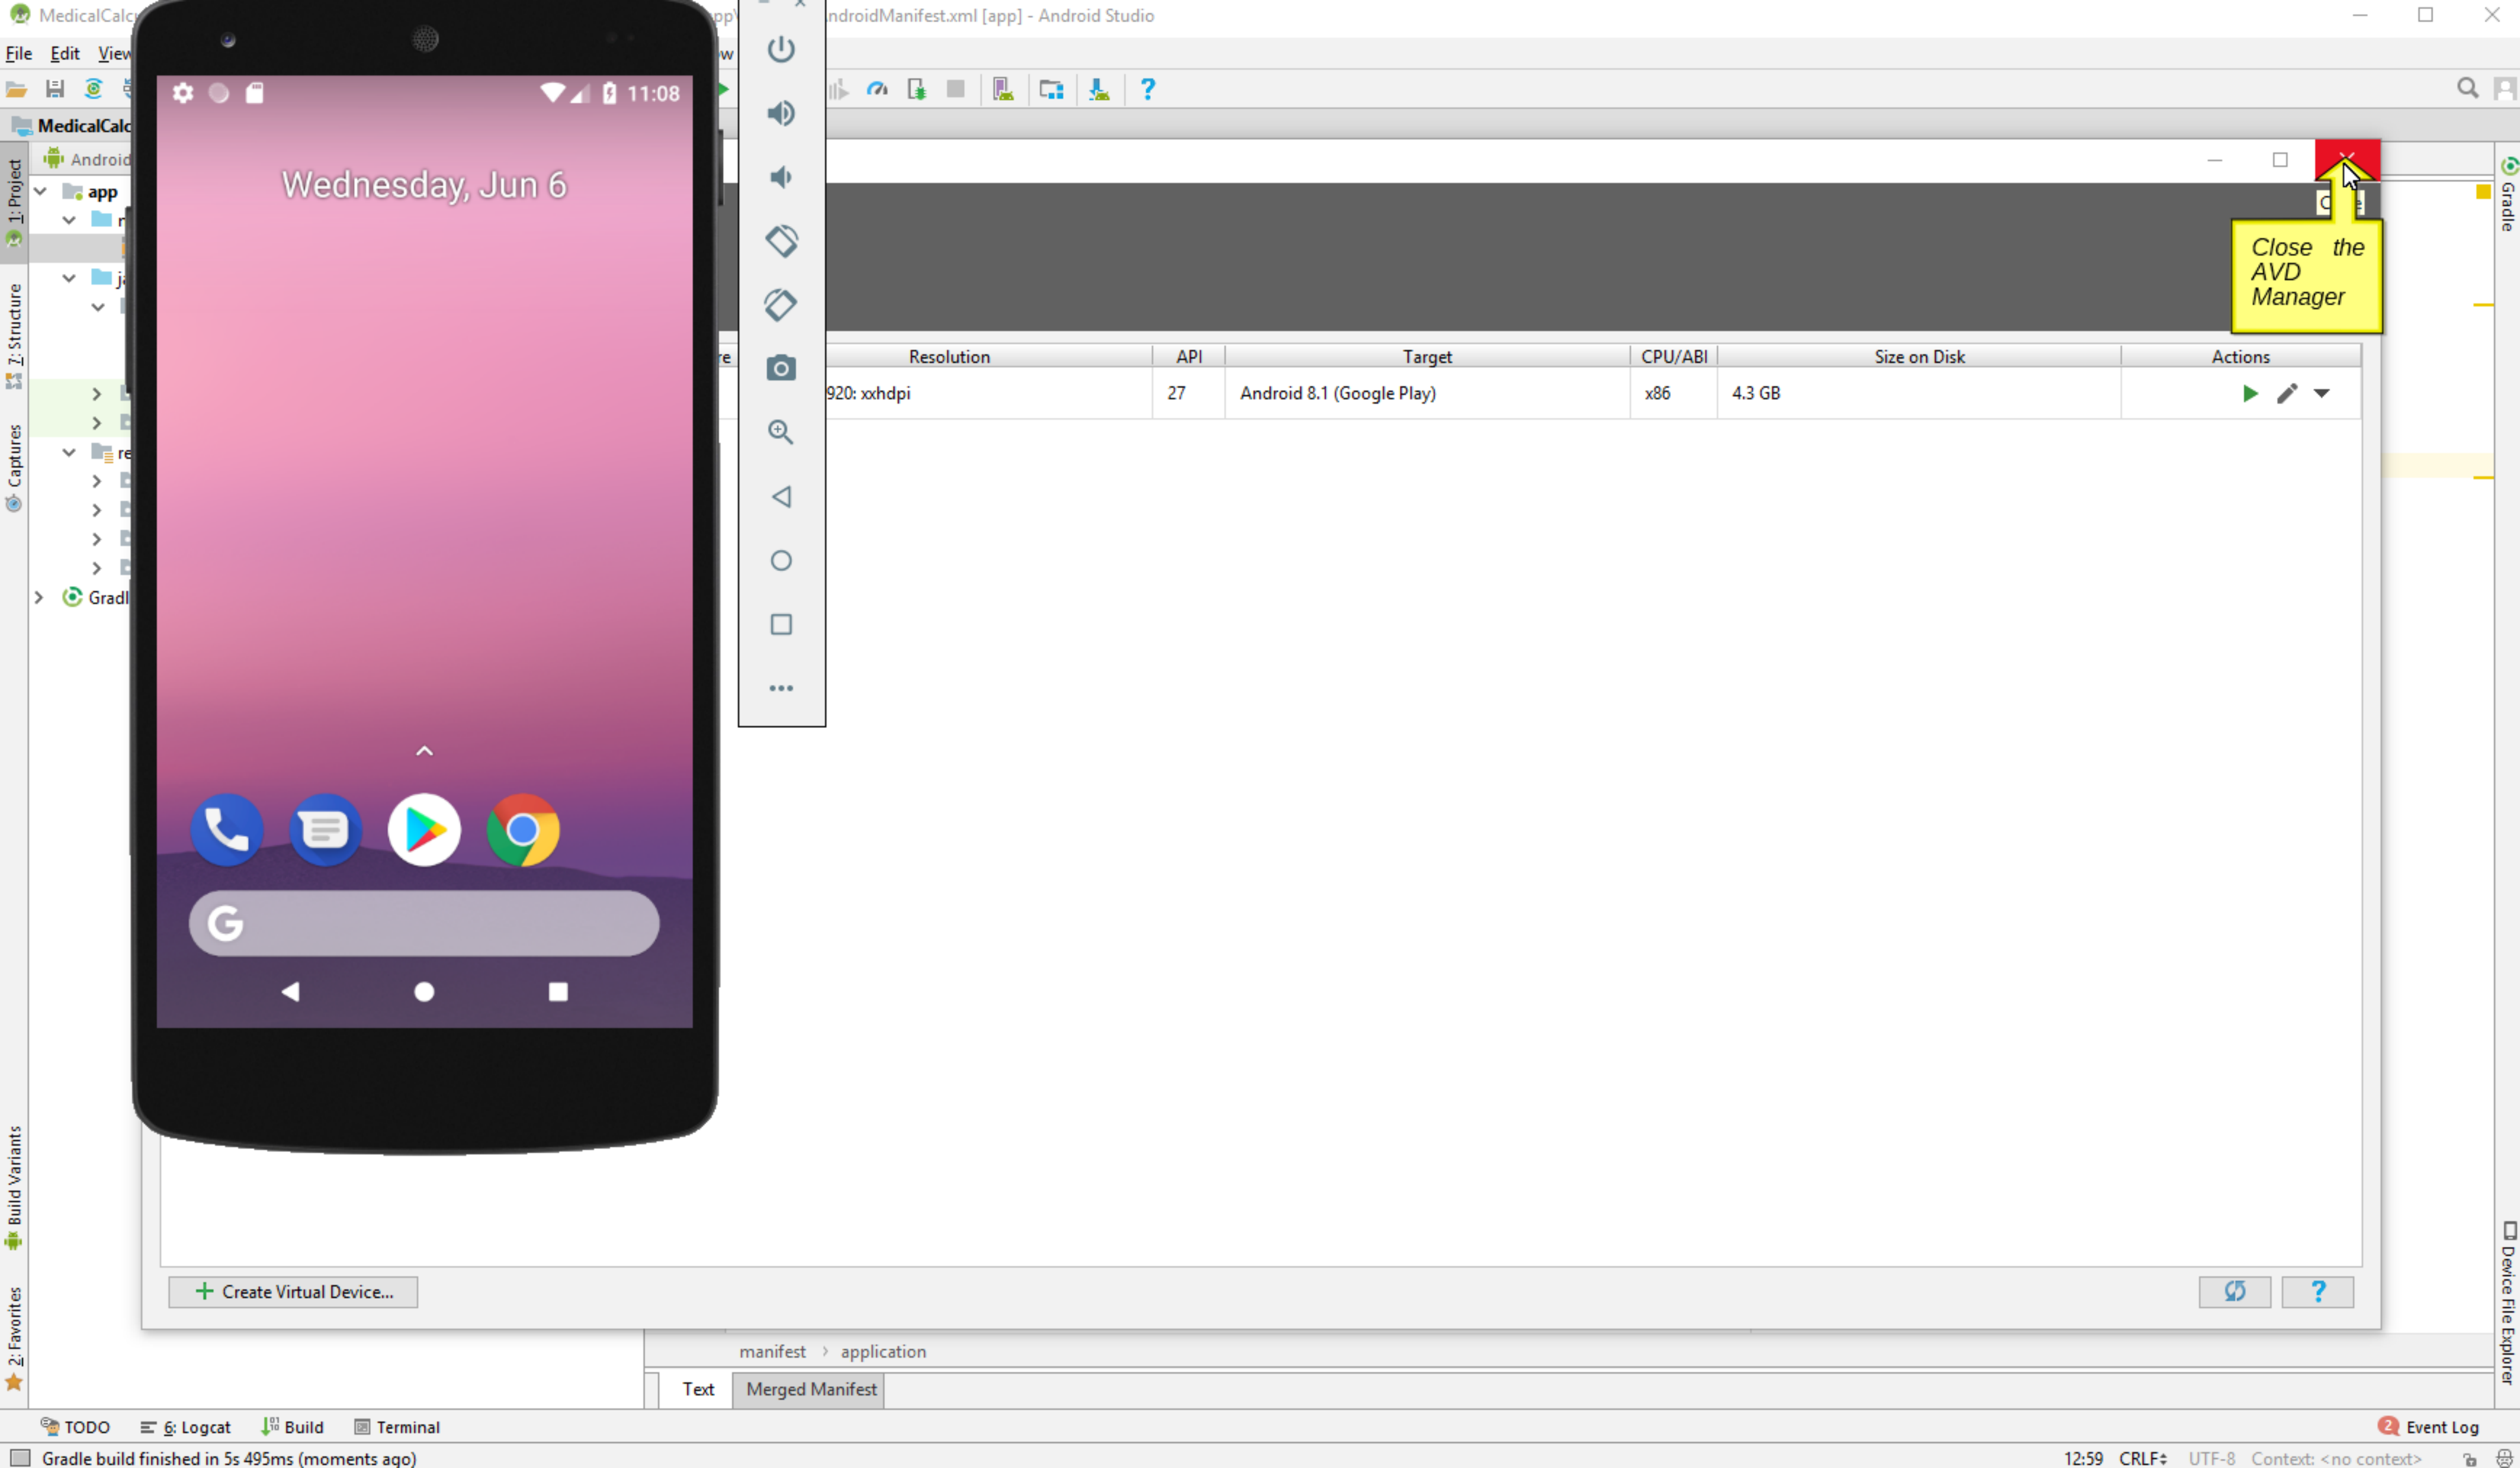 MedicalCalc
ndroidManifest.xml [app] - Android Studio
File Edit View
MedicalCalc
Android
1: Project
7: Structure
Captures
Build Variants
2: Favorites
app
Gradl
11:08
Wednesday, Jun 6
G
Close the
AVD
Manager
Resolution API Target CPU/ABI Size on Disk Actions
920: xxhdpi 27 Android 8.1 (Google Play) x86 4.3 GB
Create Virtual Device...
?
Gradle
Device File Explorer
manifest › application
Text Merged Manifest
TODO 6: Logcat Build Terminal
2 Event Log
Gradle build finished in 5s 495ms (moments ago)
12:59 CRLF UTF-8 Context: <no context>